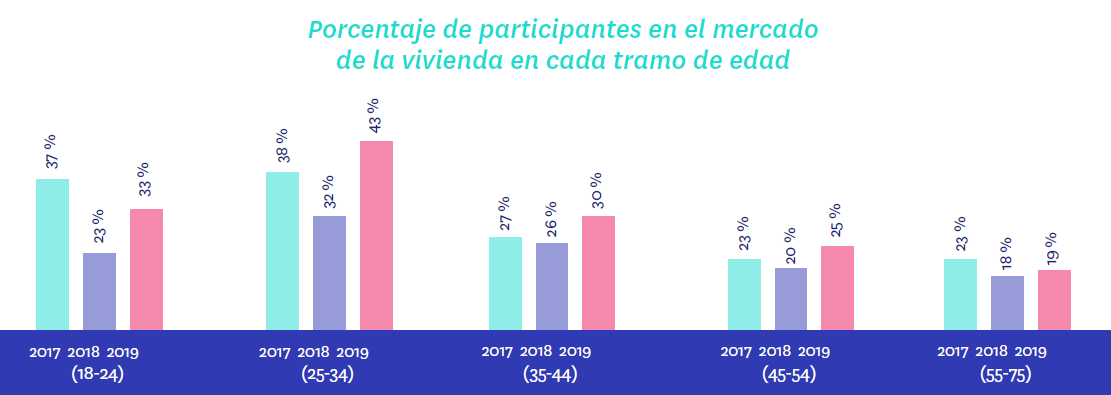 Porcentaje de participantes en el mercado
de la vivienda en cada tramo de edad
37 %
23 %
33 %
38 %
32 %
43 %
27 %
26 %
30 %
23 %
20 %
25 %
23 %
18 %
19 %
2017 2018 2019
(18-24)
2017 2018 2019
(25-34)
2017 2018 2019
(35-44)
2017 2018 2019
(45-54)
2017 2018 2019
(55-75)